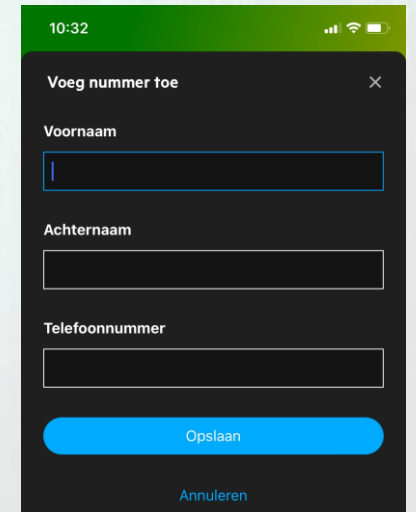 10:32
Voeg nummer toe
Voornaam
Achternaam
Telefoonnummer
Opslaan
Annuleren